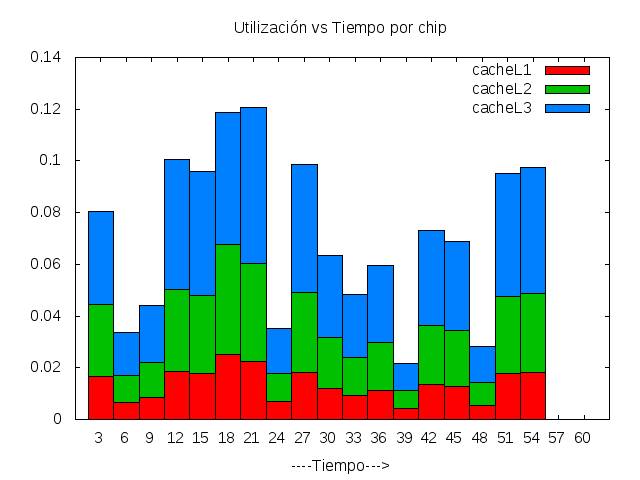 Utilización vs Tiempo por chip
0.14
0.12
0.1
0.08
0.06
0.04
0.02
0
cacheL1
cacheL2
cacheL3
3 6 9 12 15 18 21 24 27 30 33 36 39 42 45 48 51 54 57 60
----Tiempo--->